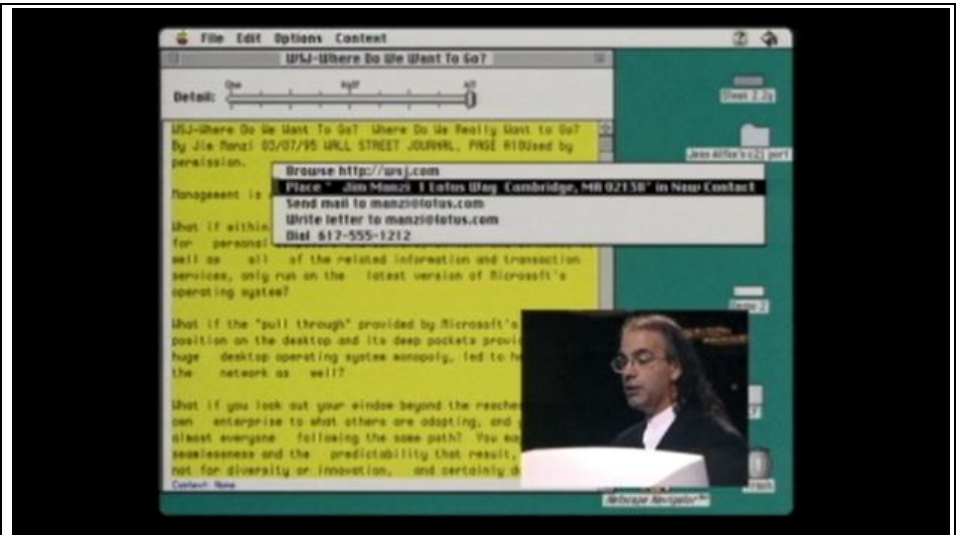 File Edit Options Context
WSJ-Where Do We Want To Go?
One Half All
Detail:
WSJ-Where Do We Want To Go? Where Do We Really Want to Go?
By Jim Manzi 03/07/95 WALL STREET JOURNAL, PAGE A18Used by
permission.
Browse http://wsj.com
Place " Jim Manzi 1 Lotus Way Cambridge, MA 02138" in New Contact
Management is
Send mail to manzi@lotus.com
Write letter to manzi@lotus.com
What if within
Dial 617-555-1212
for personal
well as all of the related information and transaction
services, only run on the latest version of Microsoft's
operating system?
What if the "pull through" provided by Microsoft's
position on the desktop and its deep pockets
huge desktop operating system monopoly, led to
the network as well?
What if you look out your window beyond the
own enterprise to what others are adopting, and
almost everyone following the same path? You
seamlessness and the predictability that result,
not for diversity or innovation, and certainly
Context: None
Trash
Netscape Navigator™